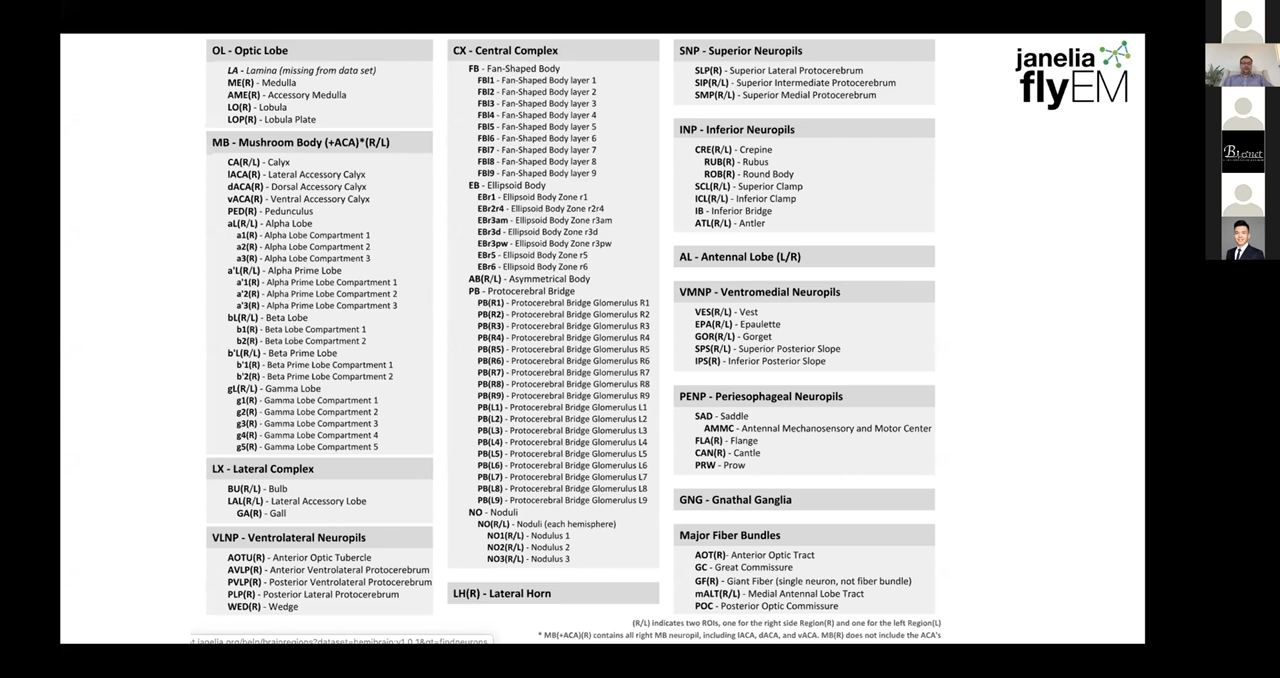 OL - Optic Lobe
LA - Lamina (missing from data set)
ME(R) - Medulla
AME(R) - Accessory Medulla
LO(R) - Lobula
LOP(R) - Lobula Plate
MB - Mushroom Body (+ACA)*(R/L)
CA(R/L) - Calyx
lACA(R) - Lateral Accessory Calyx
dACA(R) - Dorsal Accessory Calyx
vACA(R) - Ventral Accessory Calyx
PED(R) - Pedunculus
aL(R/L) - Alpha Lobe
a1(R) - Alpha Lobe Compartment 1
a2(R) - Alpha Lobe Compartment 2
a3(R) - Alpha Lobe Compartment 3
a'L(R/L) - Alpha Prime Lobe
a'1(R) - Alpha Prime Lobe Compartment 1
a'2(R) - Alpha Prime Lobe Compartment 2
a'3(R) - Alpha Prime Lobe Compartment 3
bL(R/L) - Beta Lobe
b1(R) - Beta Lobe Compartment 1
b2(R) - Beta Lobe Compartment 2
b'L(R/L) - Beta Prime Lobe
b'1(R) - Beta Prime Lobe Compartment 1
b'2(R) - Beta Prime Lobe Compartment 2
gL(R/L) - Gamma Lobe
g1(R) - Gamma Lobe Compartment 1
g2(R) - Gamma Lobe Compartment 2
g3(R) - Gamma Lobe Compartment 3
g4(R) - Gamma Lobe Compartment 4
g5(R) - Gamma Lobe Compartment 5
LX - Lateral Complex
BU(R/L) - Bulb
LAL(R/L) - Lateral Accessory Lobe
GA(R) - Gall
VLNP - Ventrolateral Neuropils
AOTU(R) - Anterior Optic Tubercle
AVLP(R) - Anterior Ventrolateral Protocerebrum
PVLP(R) - Posterior Ventrolateral Protocerebrum
PLP(R) - Posterior Lateral Protocerebrum
WED(R) - Wedge
CX - Central Complex
FB - Fan-Shaped Body
FBl1 - Fan-Shaped Body layer 1
FBl2 - Fan-Shaped Body layer 2
FBl3 - Fan-Shaped Body layer 3
FBl4 - Fan-Shaped Body layer 4
FBl5 - Fan-Shaped Body layer 5
FBl6 - Fan-Shaped Body layer 6
FBl7 - Fan-Shaped Body layer 7
FBl8 - Fan-Shaped Body layer 8
FBl9 - Fan-Shaped Body layer 9
EB - Ellipsoid Body
EBr1 - Ellipsoid Body Zone r1
EBr2r4 - Ellipsoid Body Zone r2r4
EBr3am - Ellipsoid Body Zone r3am
EBr3d - Ellipsoid Body Zone r3d
EBr3pw - Ellipsoid Body Zone r3pw
EBr5 - Ellipsoid Body Zone r5
EBr6 - Ellipsoid Body Zone r6
AB(R/L) - Asymmetrical Body
PB - Protocerebral Bridge
PB(R1) - Protocerebral Bridge Glomerulus R1
PB(R2) - Protocerebral Bridge Glomerulus R2
PB(R3) - Protocerebral Bridge Glomerulus R3
PB(R4) - Protocerebral Bridge Glomerulus R4
PB(R5) - Protocerebral Bridge Glomerulus R5
PB(R6) - Protocerebral Bridge Glomerulus R6
PB(R7) - Protocerebral Bridge Glomerulus R7
PB(R8) - Protocerebral Bridge Glomerulus R8
PB(R9) - Protocerebral Bridge Glomerulus R9
PB(L1) - Protocerebral Bridge Glomerulus L1
PB(L2) - Protocerebral Bridge Glomerulus L2
PB(L3) - Protocerebral Bridge Glomerulus L3
PB(L4) - Protocerebral Bridge Glomerulus L4
PB(L5) - Protocerebral Bridge Glomerulus L5
PB(L6) - Protocerebral Bridge Glomerulus L6
PB(L7) - Protocerebral Bridge Glomerulus L7
PB(L8) - Protocerebral Bridge Glomerulus L8
PB(L9) - Protocerebral Bridge Glomerulus L9
NO - Noduli
NO(R/L) - Noduli (each hemisphere)
NO1(R/L) - Nodulus 1
NO2(R/L) - Nodulus 2
NO3(R/L) - Nodulus 3
LH(R) - Lateral Horn
SNP - Superior Neuropils
SLP(R) - Superior Lateral Protocerebrum
SIP(R/L) - Superior Intermediate Protocerebrum
SMP(R/L) - Superior Medial Protocerebrum
INP - Inferior Neuropils
CRE(R/L) - Crepine
RUB(R) - Rubus
ROB(R) - Round Body
SCL(R/L) - Superior Clamp
ICL(R/L) - Inferior Clamp
IB - Inferior Bridge
ATL(R/L) - Antler
AL - Antennal Lobe (L/R)
VMNP - Ventromedial Neuropils
VES(R/L) - Vest
EPA(R/L) - Epaulette
GOR(R/L) - Gorget
SPS(R/L) - Superior Posterior Slope
IPS(R) - Inferior Posterior Slope
PENP - Periesophageal Neuropils
SAD - Saddle
AMMC - Antennal Mechanosensory and Motor Center
FLA(R) - Flange
CAN(R) - Cantle
PRW - Prow
GNG - Gnathal Ganglia
Major Fiber Bundles
AOT(R)- Anterior Optic Tract
GC - Great Commissure
GF(R) - Giant Fiber (single neuron, not fiber bundle)
mALT(R/L) - Medial Antennal Lobe Tract
POC - Posterior Optic Commissure
(R/L) indicates two ROIs, one for the right side Region(R) and one for the left Region(L)
* MB(+ACA)(R) contains all right MB neuropil, including lACA, dACA, and vACA. MB(R) does not include the ACA's
janelia
flyEM